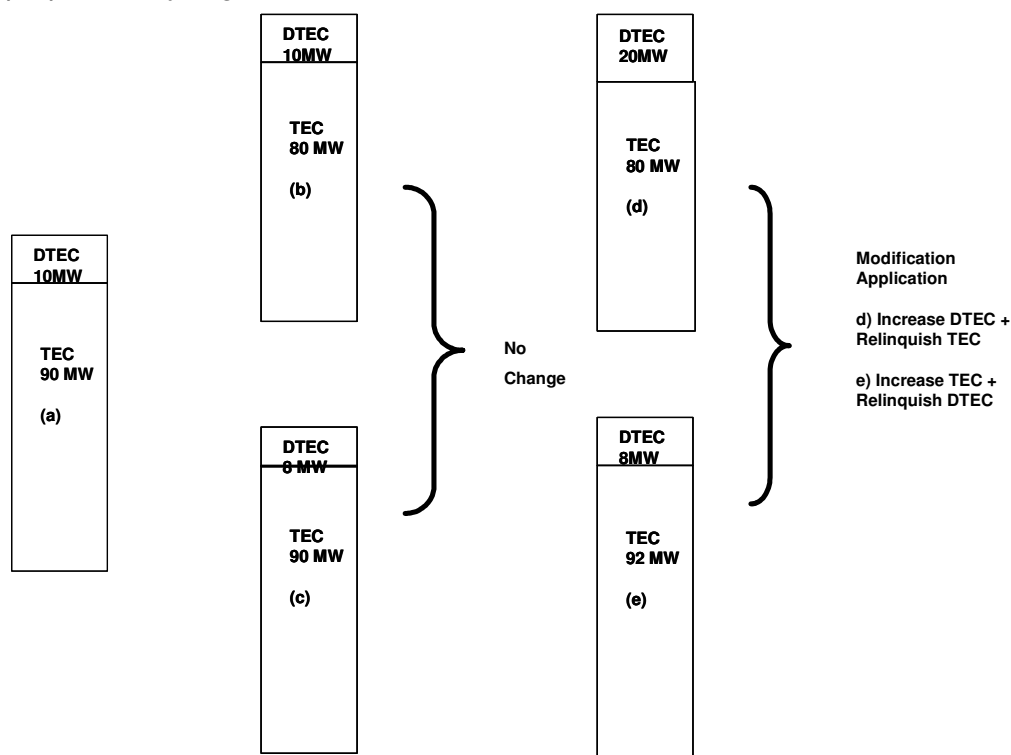 DTEC
10MW
TEC
90 MW
(a)
DTEC
10MW
TEC
80 MW
(b)
DTEC
8 MW
TEC
90 MW
(c)
No
Change
DTEC
20MW
TEC
80 MW
(d)
DTEC
8MW
TEC
92 MW
(e)
Modification
Application
d) Increase DTEC +
Relinquish TEC
e) Increase TEC +
Relinquish DTEC